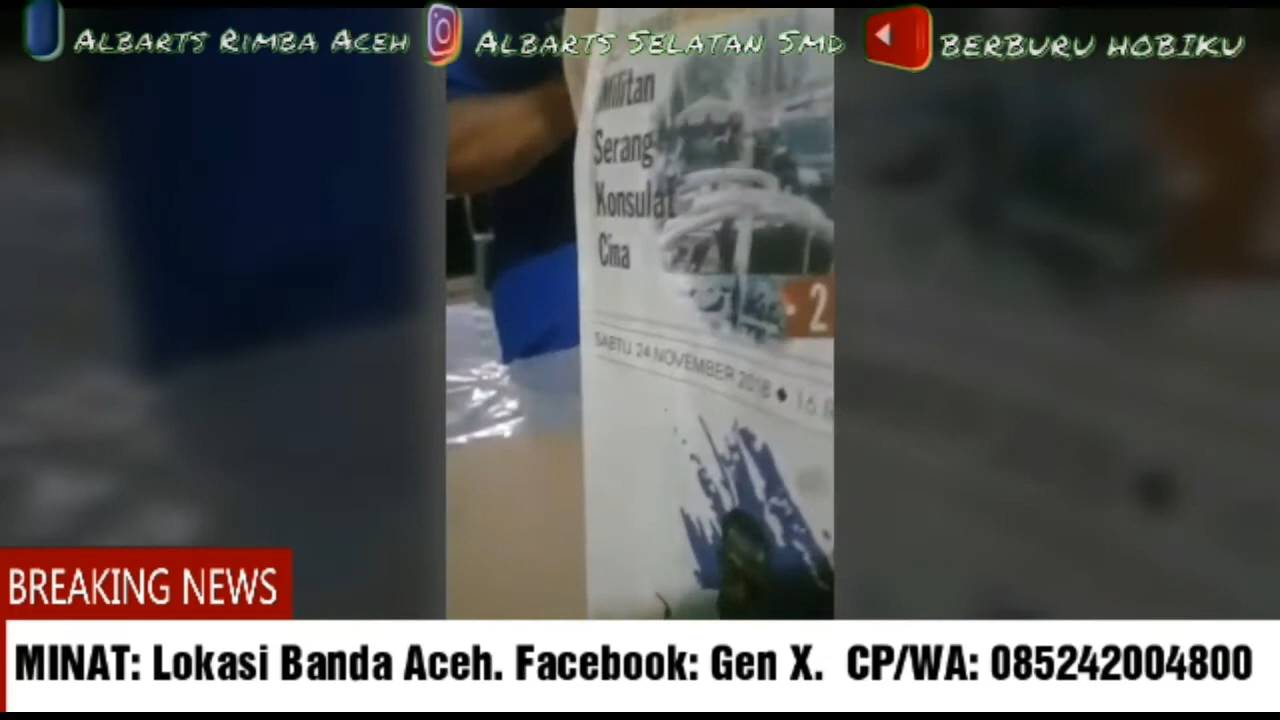 ALBARTS RIMBA ACEH
ALBARTS SELATAN SMD
BERBURU HOBIKU
Militan
Serang
Konsulat
Cina
2
SABTU 24 NOVEMBER 2018 ◆ 16
BREAKING NEWS
MINAT: Lokasi Banda Aceh. Facebook: Gen X. CP/WA: 085242004800